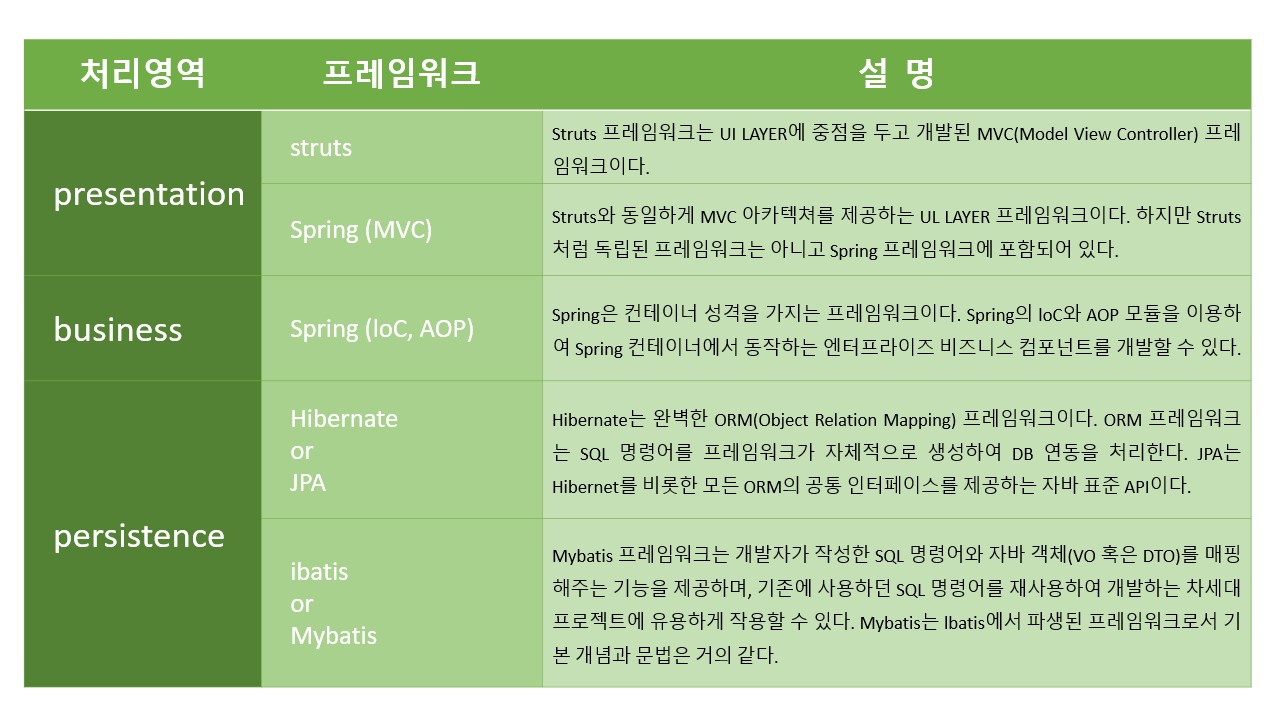 처리영역 프레임워크 설 명
presentation
struts
Struts 프레임워크는 UI LAYER에 중점을 두고 개발된 MVC(Model View Controller) 프레
임워크이다.
Spring (MVC)
Struts와 동일하게 MVC 아카텍쳐를 제공하는 UL LAYER 프레임워크이다. 하지만 Struts
처럼 독립된 프레임워크는 아니고 Spring 프레임워크에 포함되어 있다.
business
Spring (IoC, AOP)
Spring은 컨테이너 성격을 가지는 프레임워크이다. Spring의 IoC와 AOP 모듈을 이용하
여 Spring 컨테이너에서 동작하는 엔터프라이즈 비즈니스 컴포넌트를 개발할 수 있다.
persistence
Hibernate
or
JPA
Hibernate는 완벽한 ORM(Object Relation Mapping) 프레임워크이다. ORM 프레임워크
는 SQL 명령어를 프레임워크가 자체적으로 생성하여 DB 연동을 처리한다. JPA는
Hibernet를 비롯한 모든 ORM의 공통 인터페이스를 제공하는 자바 표준 API이다.
ibatis
or
Mybatis
Mybatis 프레임워크는 개발자가 작성한 SQL 명령어와 자바 객체(VO 혹은 DTO)를 매핑
해주는 기능을 제공하며, 기존에 사용하던 SQL 명령어를 재사용하여 개발하는 차세대
프로젝트에 유용하게 작용할 수 있다. Mybatis는 Ibatis에서 파생된 프레임워크로서 기
본 개념과 문법은 거의 같다.